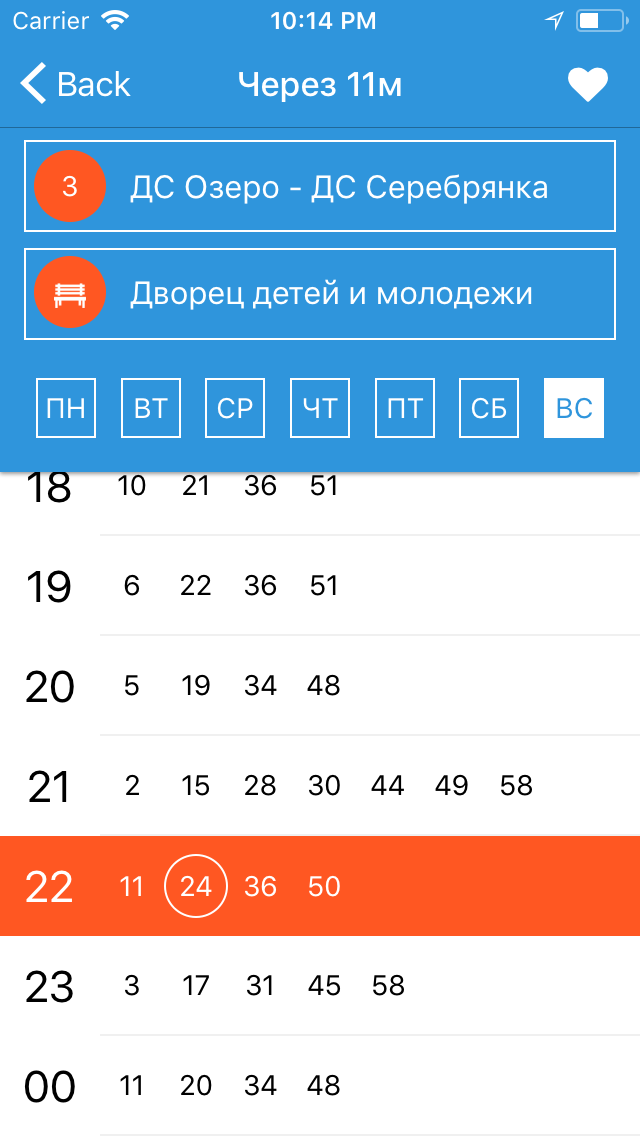 Carrier 10:14 PM
Back Через 11м
3 ДС Озеро - ДС Серебрянка
Дворец детей и молодежи
ПН ВТ СР ЧТ ПТ СБ ВС
18 10 21 36 51
19 6 22 36 51
20 5 19 34 48
21 2 15 28 30 44 49 58
22 11 24 36 50
23 3 17 31 45 58
00 11 20 34 48